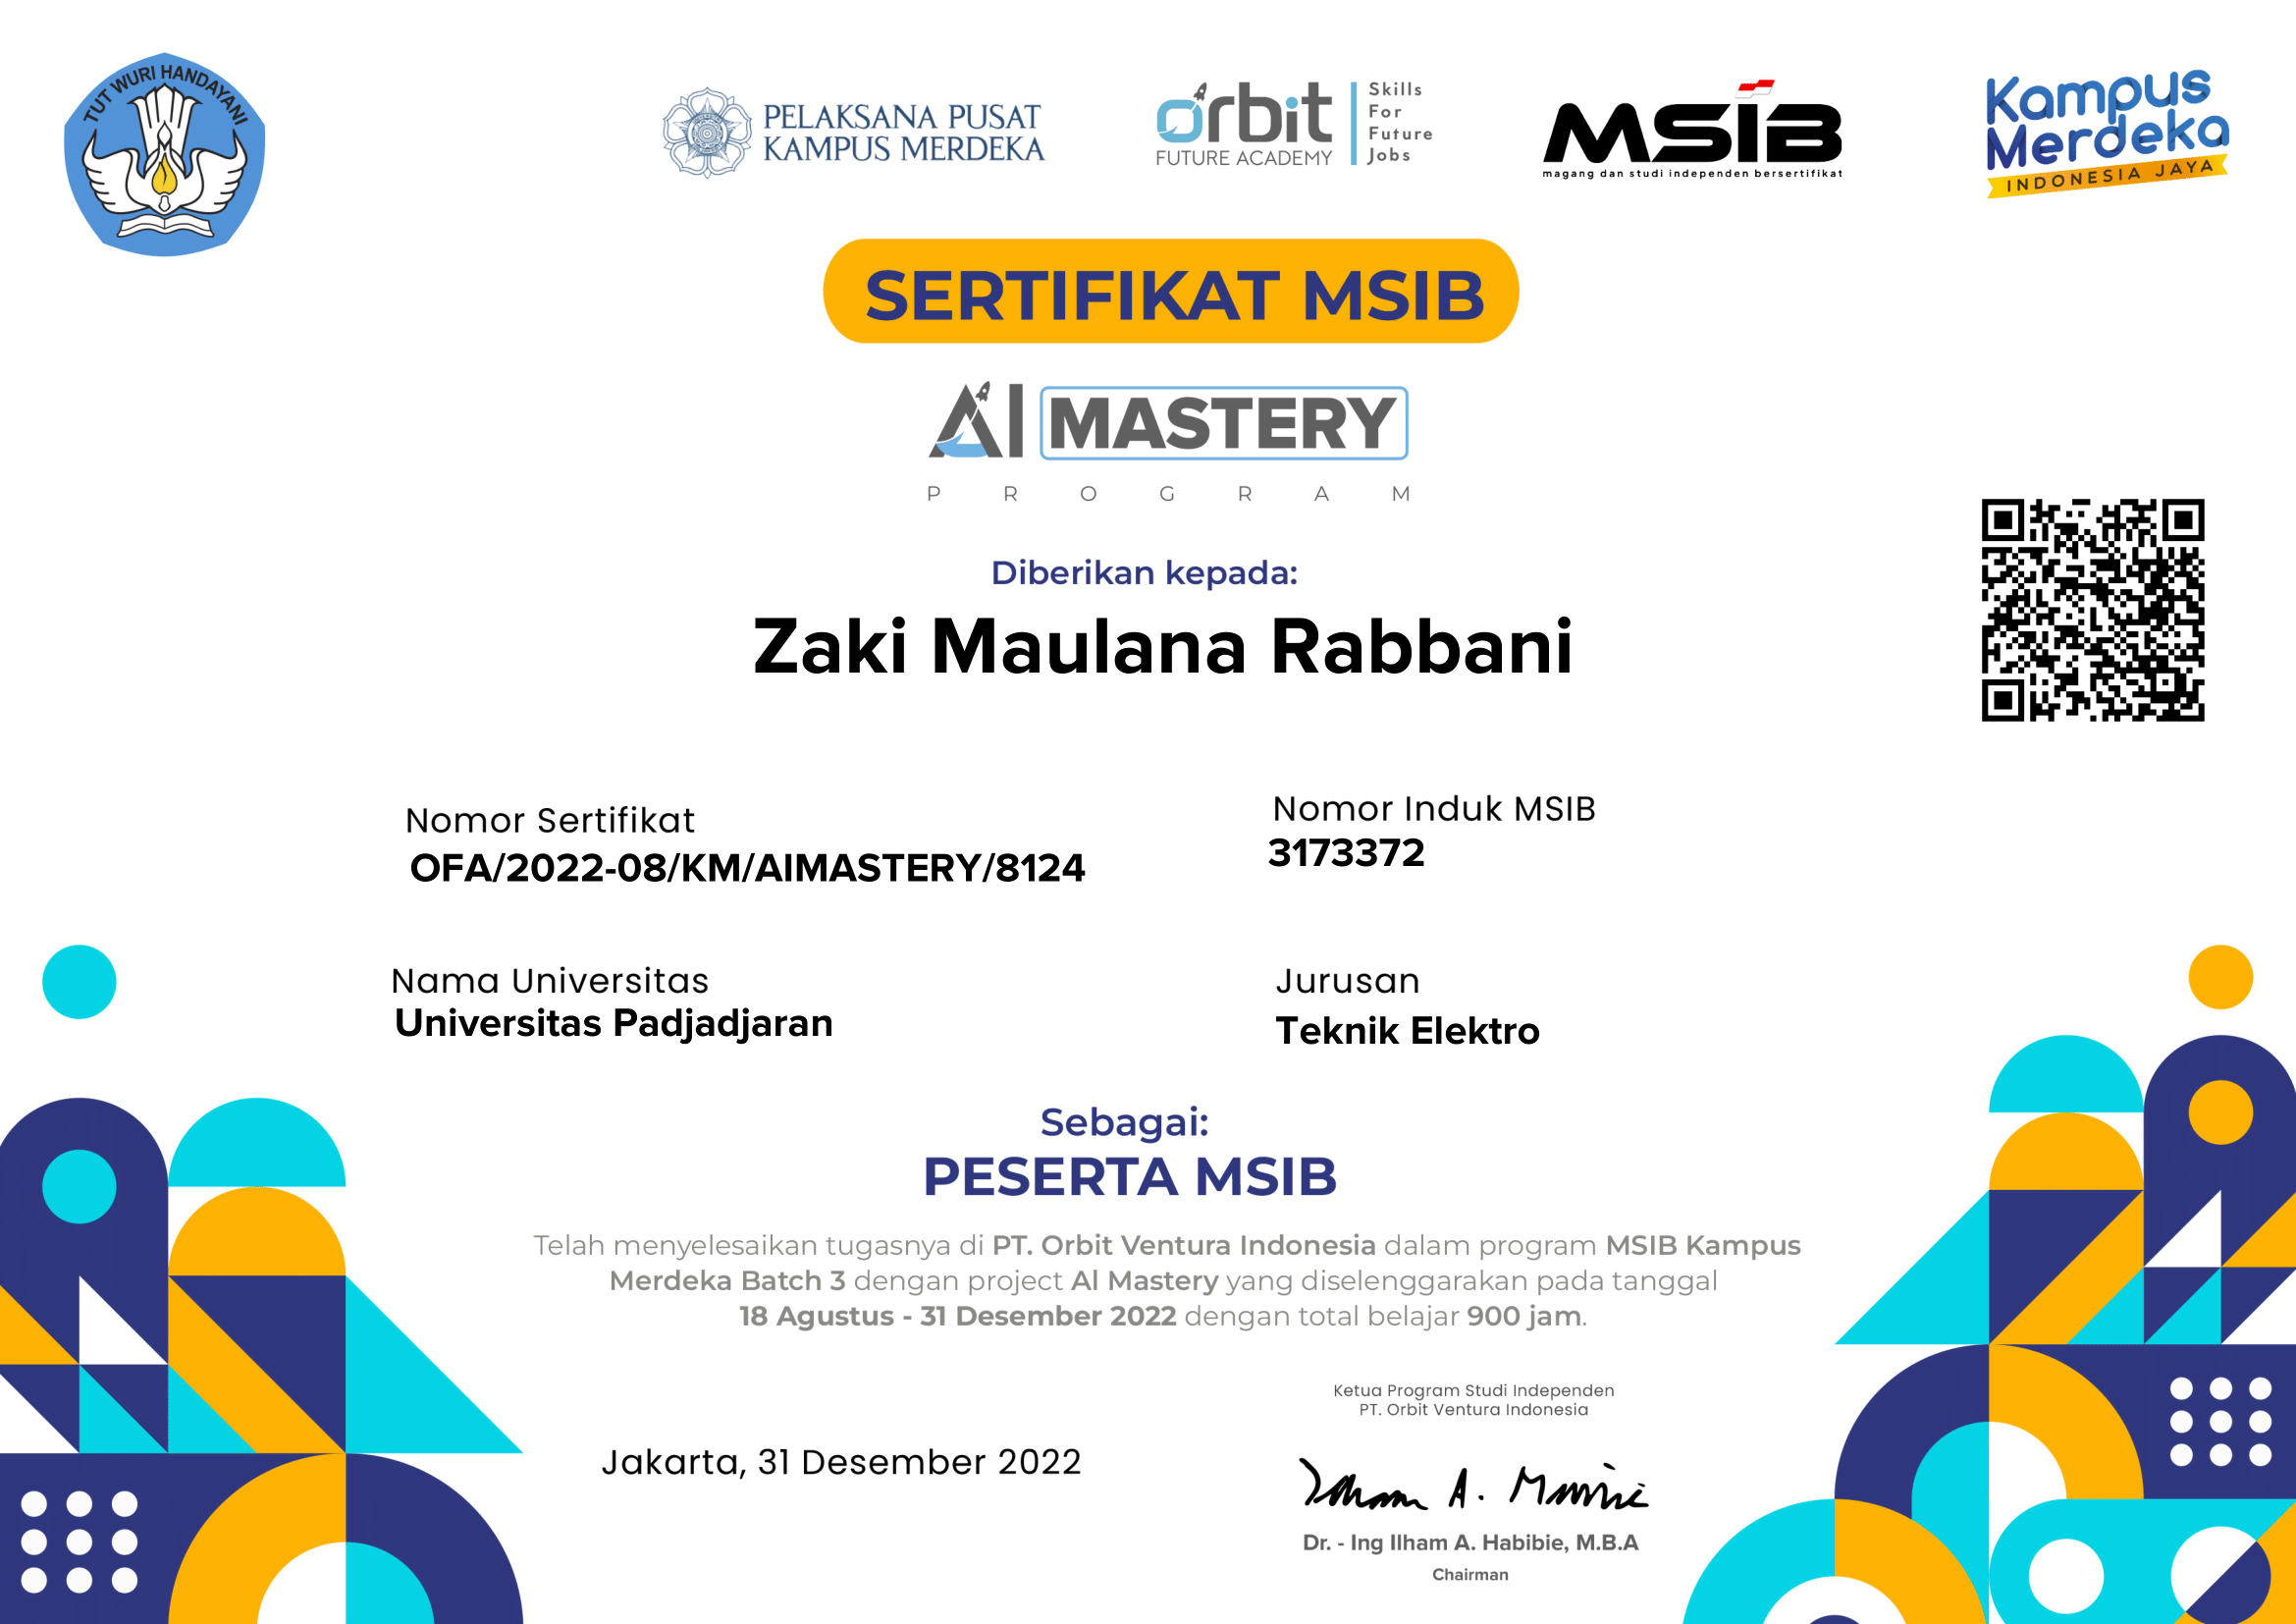 TUT WURI HANDAYANI
PELAKSANA PUSAT
KAMPUS MERDEKA
orbit
FUTURE ACADEMY
Skills
For
Future
Jobs
MSIB
magang dan studi independen bersertifikat
Kampus
Merdeka
INDONESIA JAYA
SERTIFIKAT MSIB
AI MASTERY
PROGRAM
Diberikan kepada:
Zaki Maulana Rabbani
Nomor Sertifikat
OFA/2022-08/KM/AIMASTERY/8124
Nomor Induk MSIB
3173372
Nama Universitas
Universitas Padjadjaran
Jurusan
Teknik Elektro
Sebagai:
PESERTA MSIB
Telah menyelesaikan tugasnya di PT. Orbit Ventura Indonesia dalam program MSIB Kampus
Merdeka Batch 3 dengan project AI Mastery yang diselenggarakan pada tanggal
18 Agustus - 31 Desember 2022 dengan total belajar 900 jam.
Jakarta, 31 Desember 2022
Ketua Program Studi Independen
PT. Orbit Ventura Indonesia
Dr. - Ing Ilham A. Habibie, M.B.A
Chairman